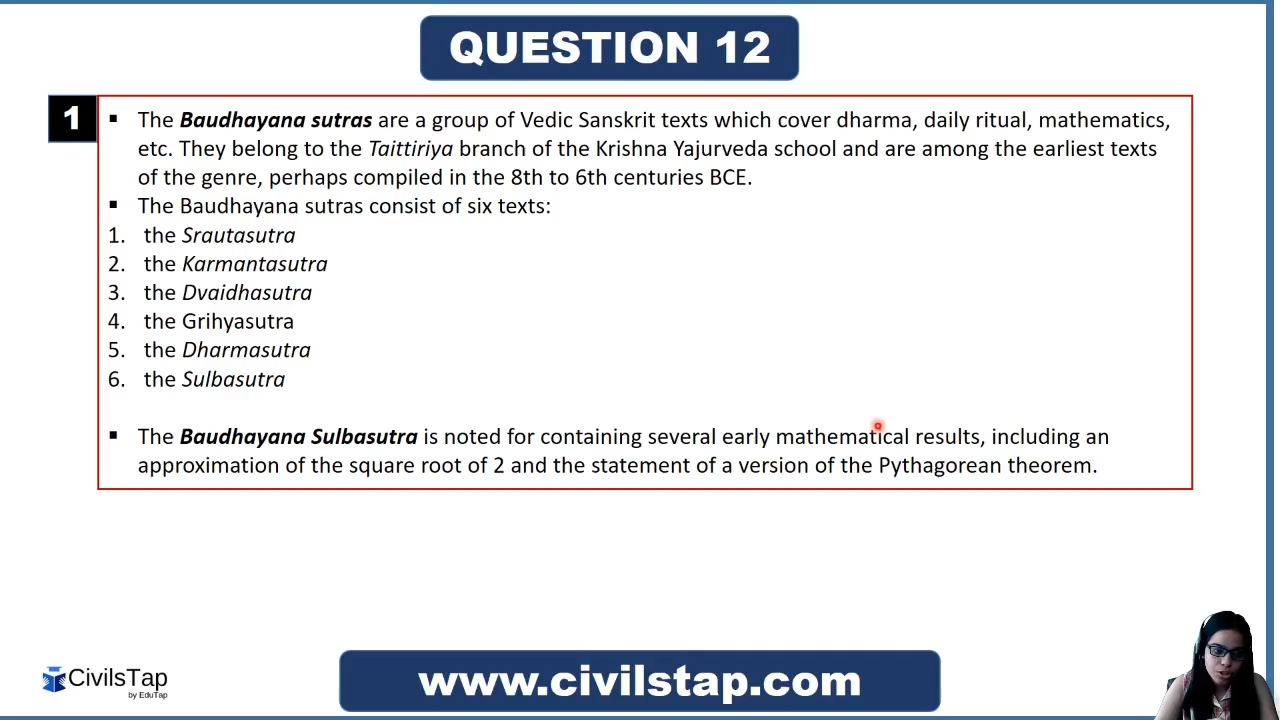 QUESTION 12
1
▪ The Baudhayana sutras are a group of Vedic Sanskrit texts which cover dharma, daily ritual, mathematics,
etc. They belong to the Taittiriya branch of the Krishna Yajurveda school and are among the earliest texts
of the genre, perhaps compiled in the 8th to 6th centuries BCE.
▪ The Baudhayana sutras consist of six texts:
1. the Srautasutra
2. the Karmantasutra
3. the Dvaidhasutra
4. the Grihyasutra
5. the Dharmasutra
6. the Sulbasutra
▪ The Baudhayana Sulbasutra is noted for containing several early mathematical results, including an
approximation of the square root of 2 and the statement of a version of the Pythagorean theorem.
CivilsTap
by EduTap
www.civilstap.com